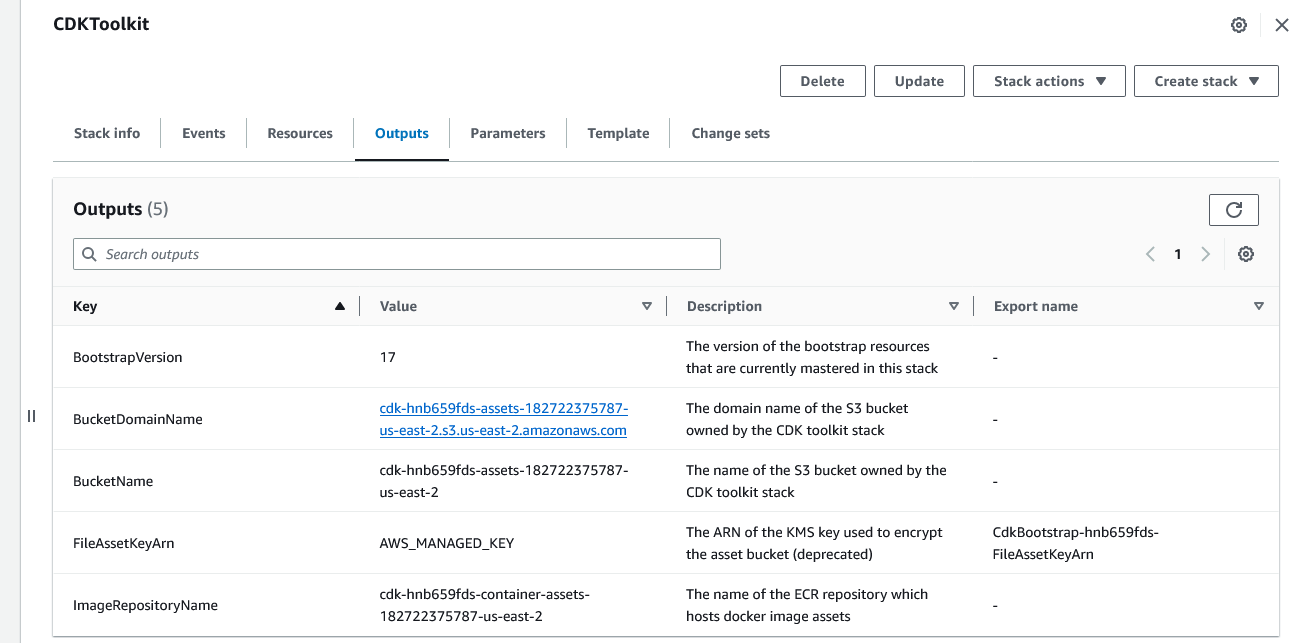 CDKToolkit
Delete
Update
Stack actions
Create stack
Stack info
Events
Resources
Outputs
Parameters
Template
Change sets
Outputs (5)
Search outputs
1
Key
Value
Description
Export name
BootstrapVersion
17
The version of the bootstrap resources
that are currently mastered in this stack
-
BucketDomainName
cdk-hnb659fds-assets-182722375787-
us-east-2.s3.us-east-2.amazonaws.com
The domain name of the S3 bucket
owned by the CDK toolkit stack
-
BucketName
cdk-hnb659fds-assets-182722375787-
us-east-2
The name of the S3 bucket owned by the
CDK toolkit stack
-
FileAssetKeyArn
AWS_MANAGED_KEY
The ARN of the KMS key used to encrypt
the asset bucket (deprecated)
CdkBootstrap-hnb659fds-
FileAssetKeyArn
ImageRepositoryName
cdk-hnb659fds-container-assets-
182722375787-us-east-2
The name of the ECR repository which
hosts docker image assets
-